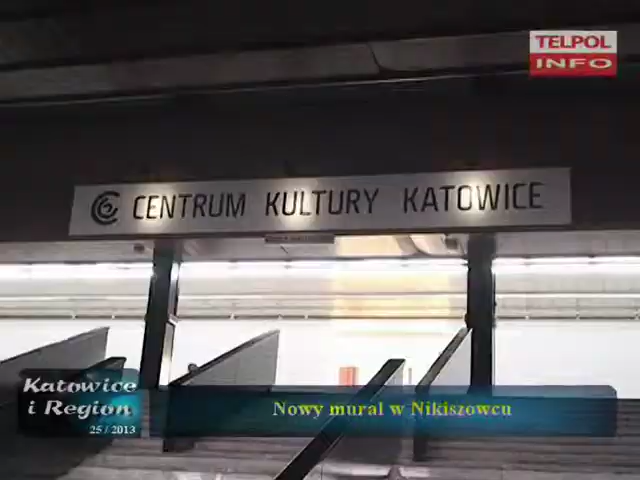 TELPOL
INFO
CENTRUM KULTURY KATOWICE
Katowice
i Region
25 / 2013
Nowy mural w Nikiszowcu